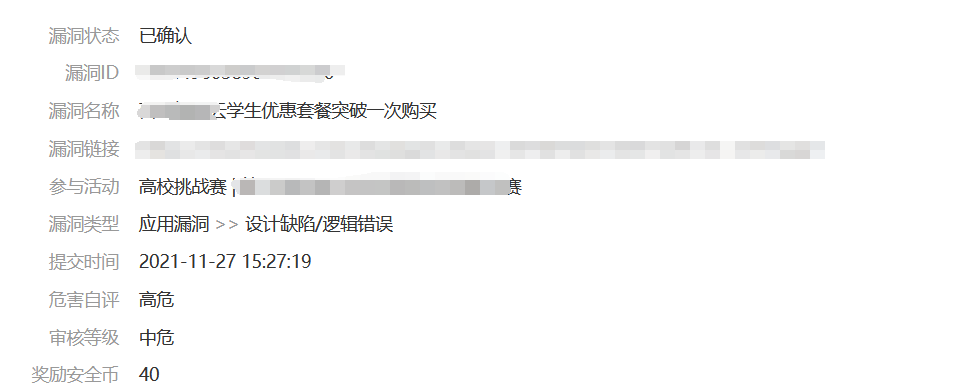 漏洞状态 已确认
漏洞ID
漏洞名称 云学生优惠套餐突破一次购买
漏洞链接
参与活动 高校挑战赛 | 赛
漏洞类型 应用漏洞 >> 设计缺陷/逻辑错误
提交时间 2021-11-27 15:27:19
危害自评 高危
审核等级 中危
奖励安全币 40